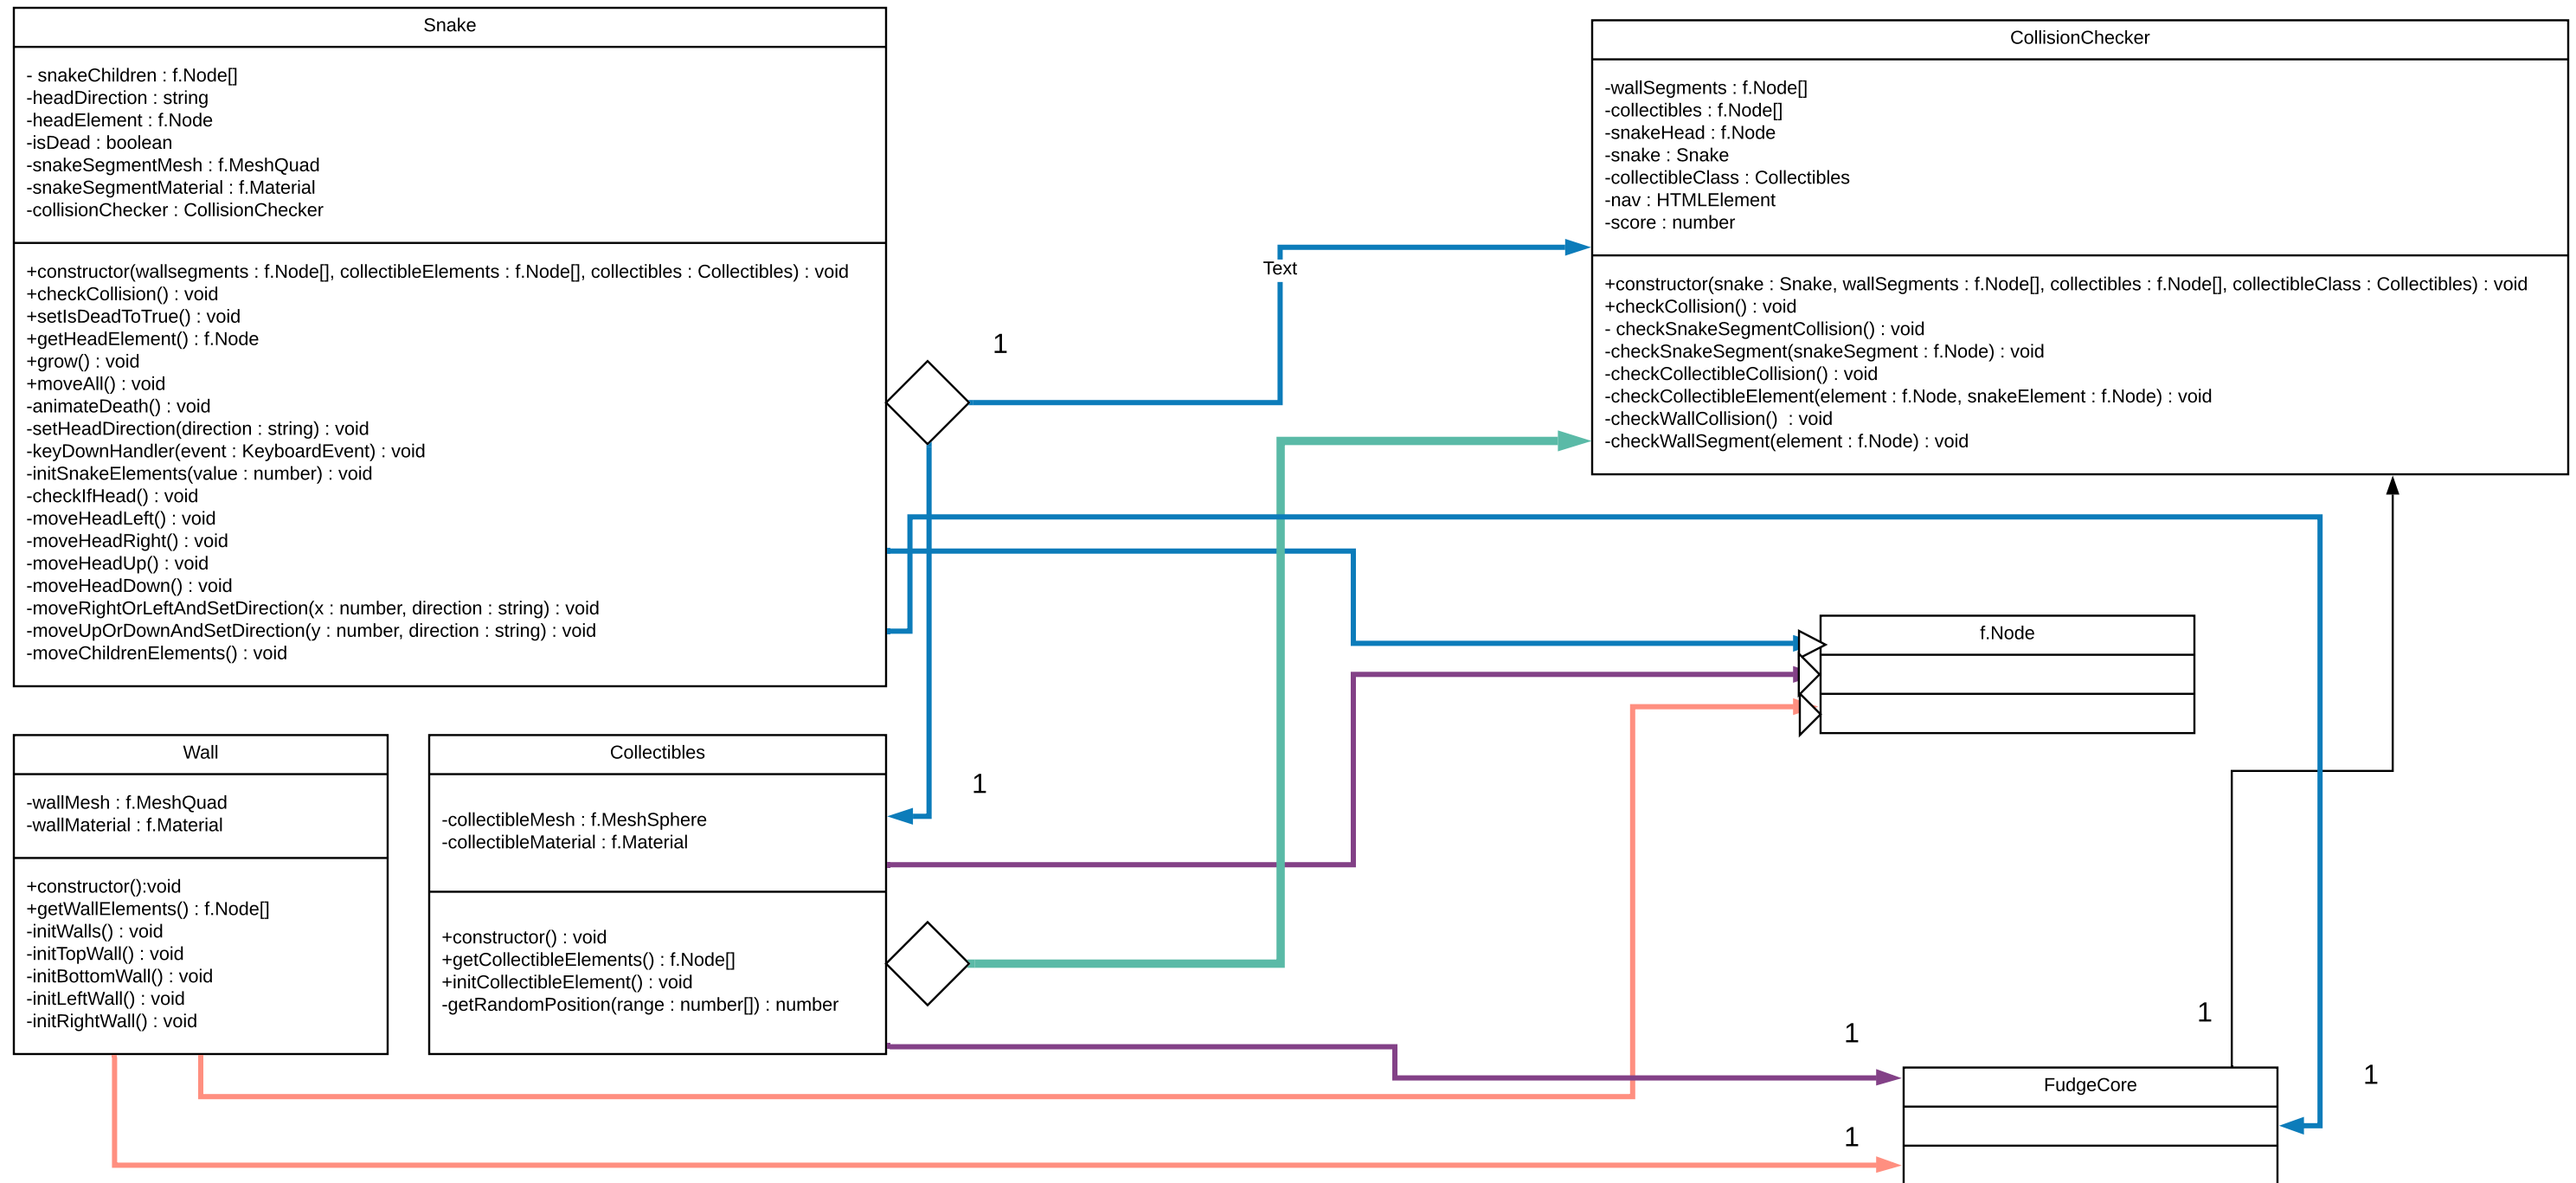 Snake
- snakeChildren : f.Node[]
-headDirection : string
-headElement : f.Node
-isDead : boolean
-snakeSegmentMesh : f.MeshQuad
-snakeSegmentMaterial : f.Material
-collisionChecker : CollisionChecker
+constructor(wallsegments : f.Node[], collectibleElements : f.Node[], collectibles : Collectibles) : void
+checkCollision() : void
+setIsDeadToTrue() : void
+getHeadElement() : f.Node
+grow() : void
+moveAll() : void
-animateDeath() : void
-setHeadDirection(direction : string) : void
-keyDownHandler(event : KeyboardEvent) : void
-initSnakeElements(value : number) : void
-checkIfHead() : void
-moveHeadLeft() : void
-moveHeadRight() : void
-moveHeadUp() : void
-moveHeadDown() : void
-moveRightOrLeftAndSetDirection(x : number, direction : string) : void
-moveUpOrDownAndSetDirection(y : number, direction : string) : void
-moveChildrenElements() : void
CollisionChecker
-wallSegments : f.Node[]
-collectibles : f.Node[]
-snakeHead : f.Node
-snake : Snake
-collectibleClass : Collectibles
-nav : HTMLElement
-score : number
+constructor(snake : Snake, wallSegments : f.Node[], collectibles : f.Node[], collectibleClass : Collectibles) : void
+checkCollision() : void
- checkSnakeSegmentCollision() : void
-checkSnakeSegment(snakeSegment : f.Node) : void
-checkCollectibleCollision() : void
-checkCollectibleElement(element : f.Node, snakeElement : f.Node) : void
-checkWallCollision()  : void
-checkWallSegment(element : f.Node) : void
Text
1
f.Node
Wall
-wallMesh : f.MeshQuad
-wallMaterial : f.Material
+constructor():void
+getWallElements() : f.Node[]
-initWalls() : void
-initTopWall() : void
-initBottomWall() : void
-initLeftWall() : void
-initRightWall() : void
Collectibles
-collectibleMesh : f.MeshSphere
-collectibleMaterial : f.Material
+constructor() : void
+getCollectibleElements() : f.Node[]
+initCollectibleElement() : void
-getRandomPosition(range : number[]) : number
1
1
1
1
1
FudgeCore